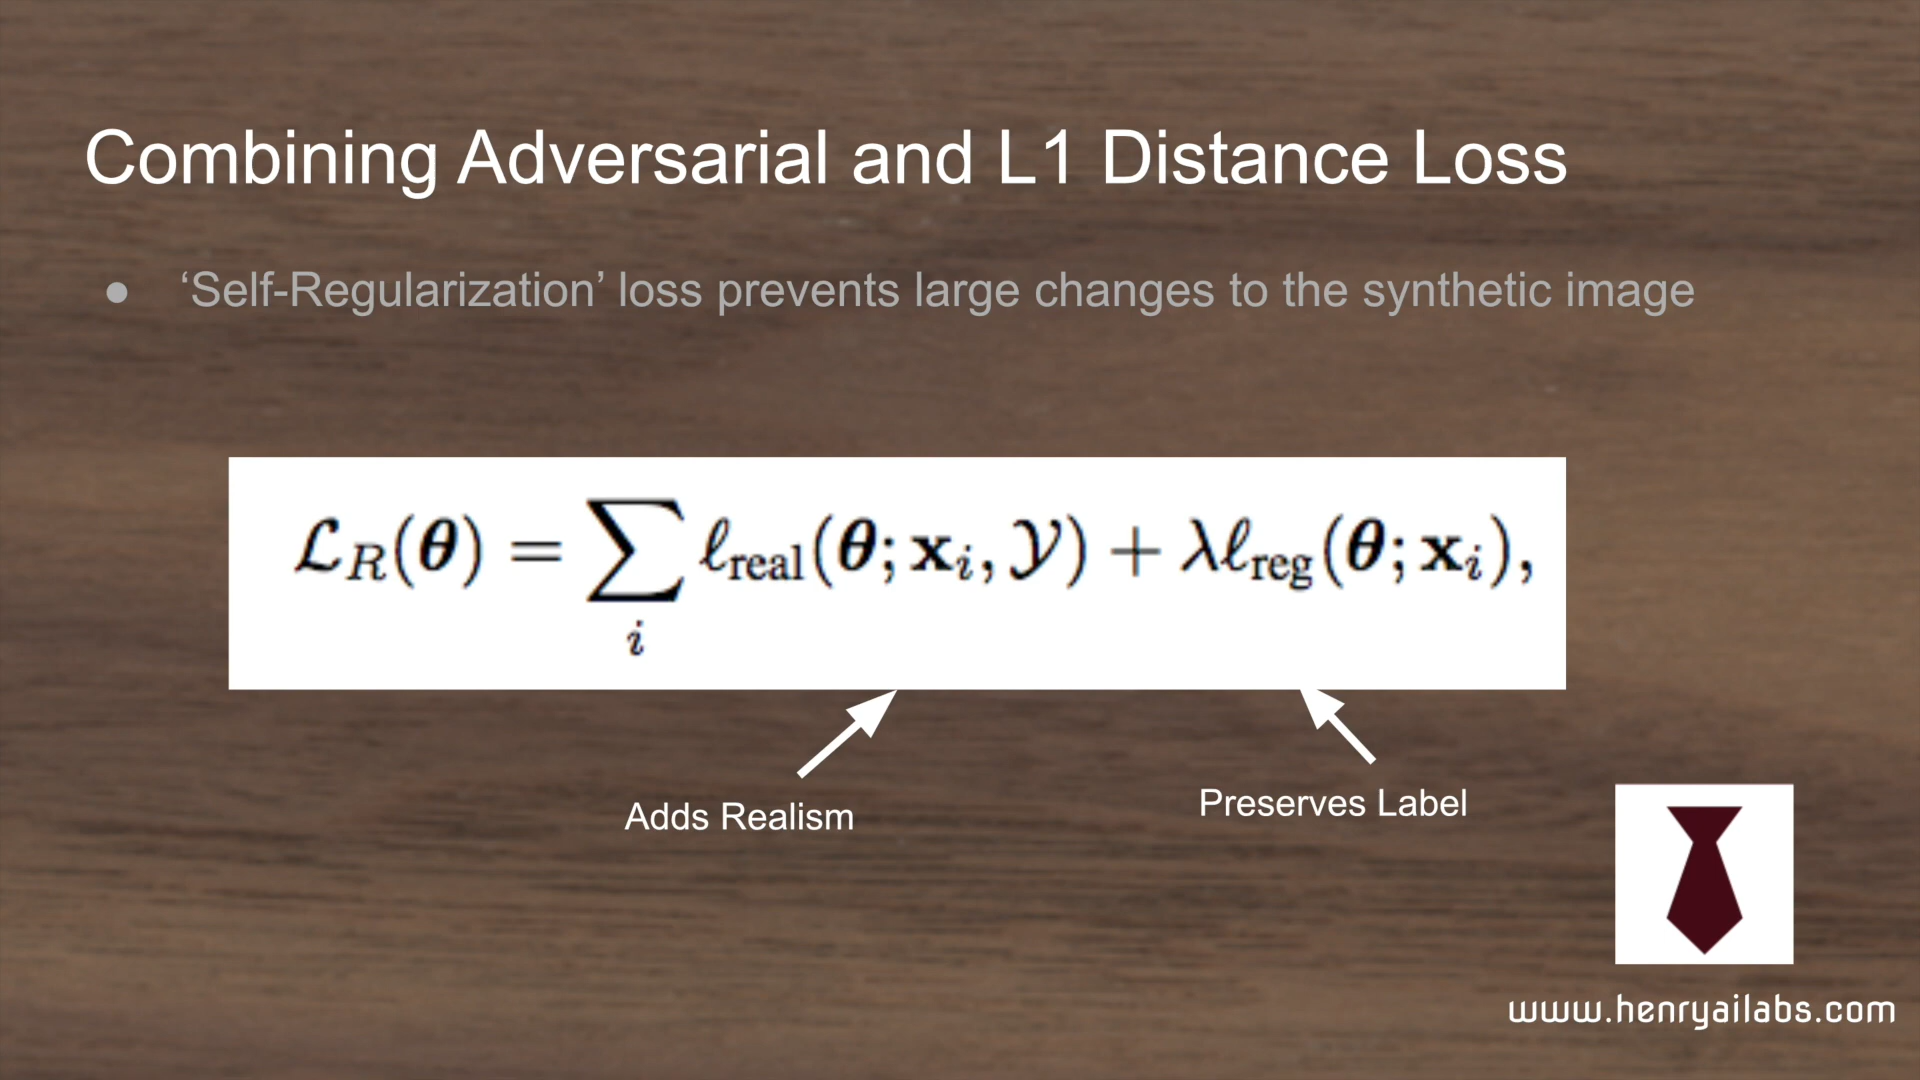 Combining Adversarial and L1 Distance Loss
● ‘Self-Regularization’ loss prevents large changes to the synthetic image
ℒ_R(θ) = ∑_i ℓ_real(θ; x_i, 𝒴) + λℓ_reg(θ; x_i),
Adds Realism
Preserves Label
www.henryailabs.com